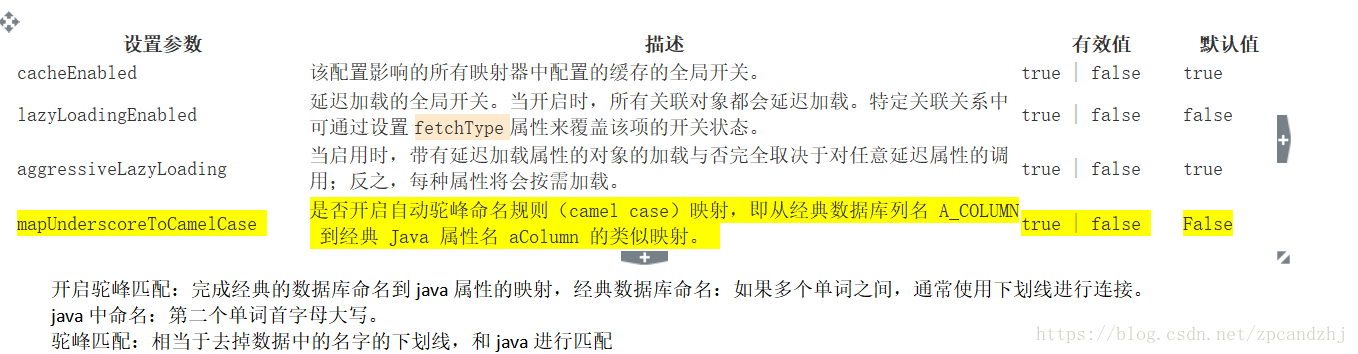 设置参数 描述 有效值 默认值
cacheEnabled 该配置影响的所有映射器中配置的缓存的全局开关。 true | false true
延迟加载的全局开关。当开启时，所有关联对象都会延迟加载。特定关联关系中
lazyLoadingEnabled 可通过设置 fetchType 属性来覆盖该项的开关状态。 true | false false
当启用时，带有延迟加载属性的对象的加载与否完全取决于对任意延迟属性的调
aggressiveLazyLoading 用；反之，每种属性将会按需加载。 true | false true
是否开启自动驼峰命名规则（camel case）映射，即从经典数据库列名 A_COLUMN
mapUnderscoreToCamelCase 到经典 Java 属性名 aColumn 的类似映射。 true | false False
开启驼峰匹配：完成经典的数据库命名到 java 属性的映射，经典数据库命名：如果多个单词之间，通常使用下划线进行连接。
java 中命名：第二个单词首字母大写。
驼峰匹配：相当于去掉数据中的名字的下划线，和 java 进行匹配
https://blog.csdn.net/zpcandzhj